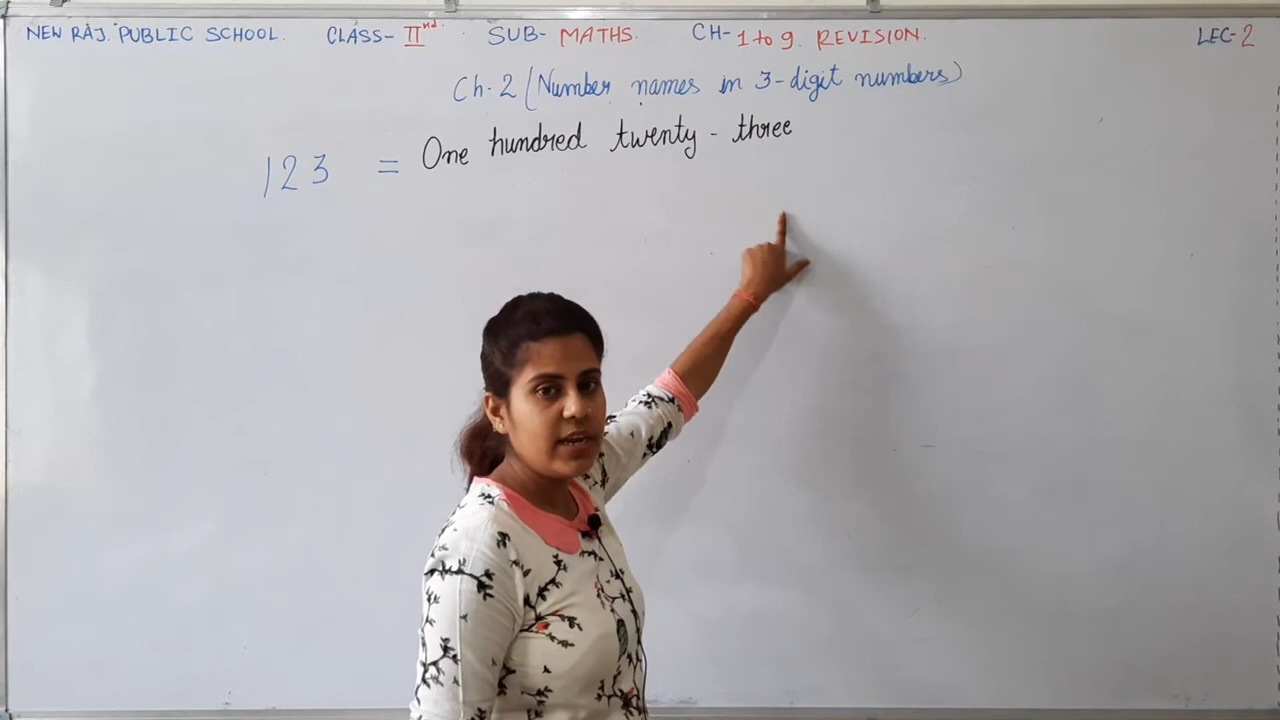 NEW RAJ. PUBLIC SCHOOL. CLASS- IInd. SUB- MATHS. CH- 1 to 9. REVISION. LEC-2
Ch. 2 (Number names in 3-digit numbers)
123 = One hundred twenty - three